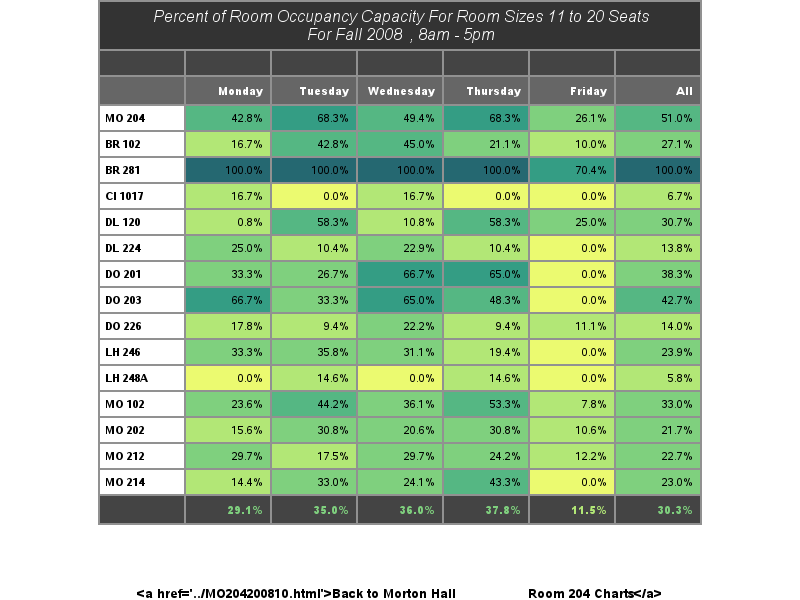 Percent of Room Occupancy Capacity For Room Sizes 11 to 20 Seats
For Fall 2008 , 8am - 5pm
Monday Tuesday Wednesday Thursday Friday All
MO 204 42.8% 68.3% 49.4% 68.3% 26.1% 51.0%
BR 102 16.7% 42.8% 45.0% 21.1% 10.0% 27.1%
BR 281 100.0% 100.0% 100.0% 100.0% 70.4% 100.0%
CI 1017 16.7% 0.0% 16.7% 0.0% 0.0% 6.7%
DL 120 0.8% 58.3% 10.8% 58.3% 25.0% 30.7%
DL 224 25.0% 10.4% 22.9% 10.4% 0.0% 13.8%
DO 201 33.3% 26.7% 66.7% 65.0% 0.0% 38.3%
DO 203 66.7% 33.3% 65.0% 48.3% 0.0% 42.7%
DO 226 17.8% 9.4% 22.2% 9.4% 11.1% 14.0%
LH 246 33.3% 35.8% 31.1% 19.4% 0.0% 23.9%
LH 248A 0.0% 14.6% 0.0% 14.6% 0.0% 5.8%
MO 102 23.6% 44.2% 36.1% 53.3% 7.8% 33.0%
MO 202 15.6% 30.8% 20.6% 30.8% 10.6% 21.7%
MO 212 29.7% 17.5% 29.7% 24.2% 12.2% 22.7%
MO 214 14.4% 33.0% 24.1% 43.3% 0.0% 23.0%
29.1% 35.0% 36.0% 37.8% 11.5% 30.3%
<a href='../MO204200810.html'>Back to Morton Hall Room 204 Charts</a>